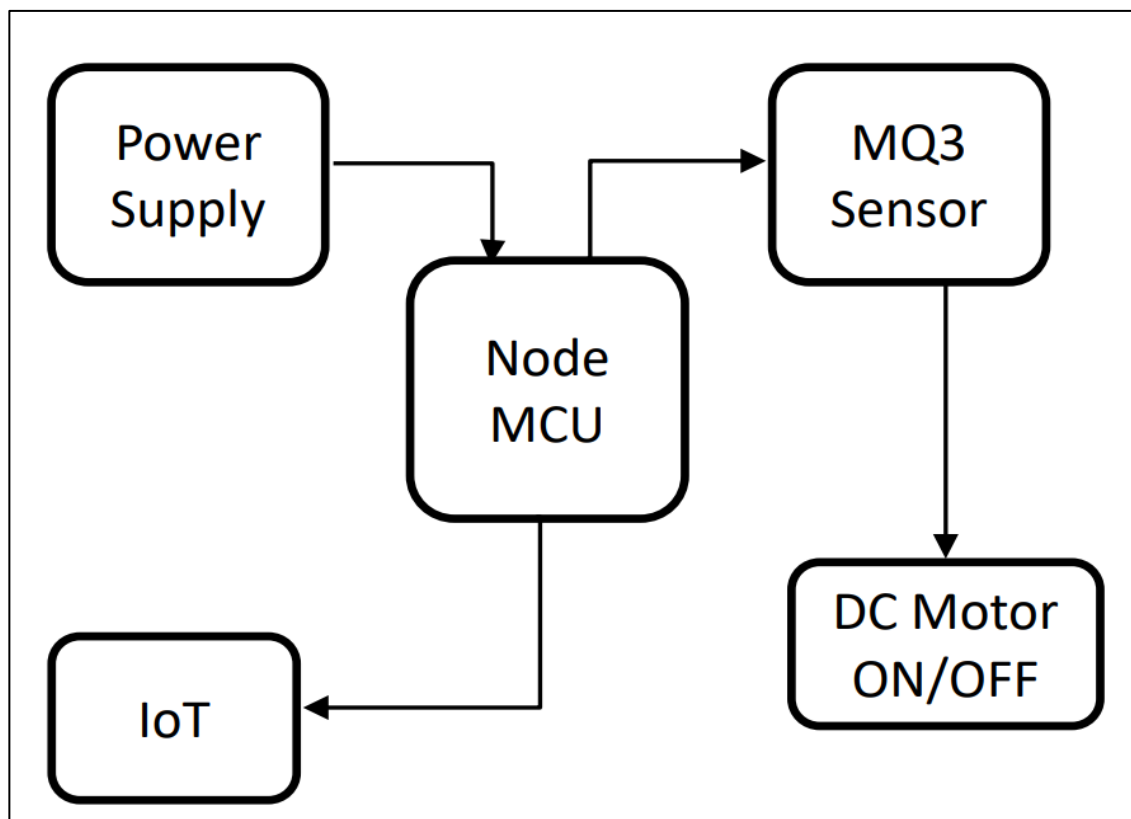 Power
Supply
MQ3
Sensor
Node
MCU
DC Motor
ON/OFF
IoT